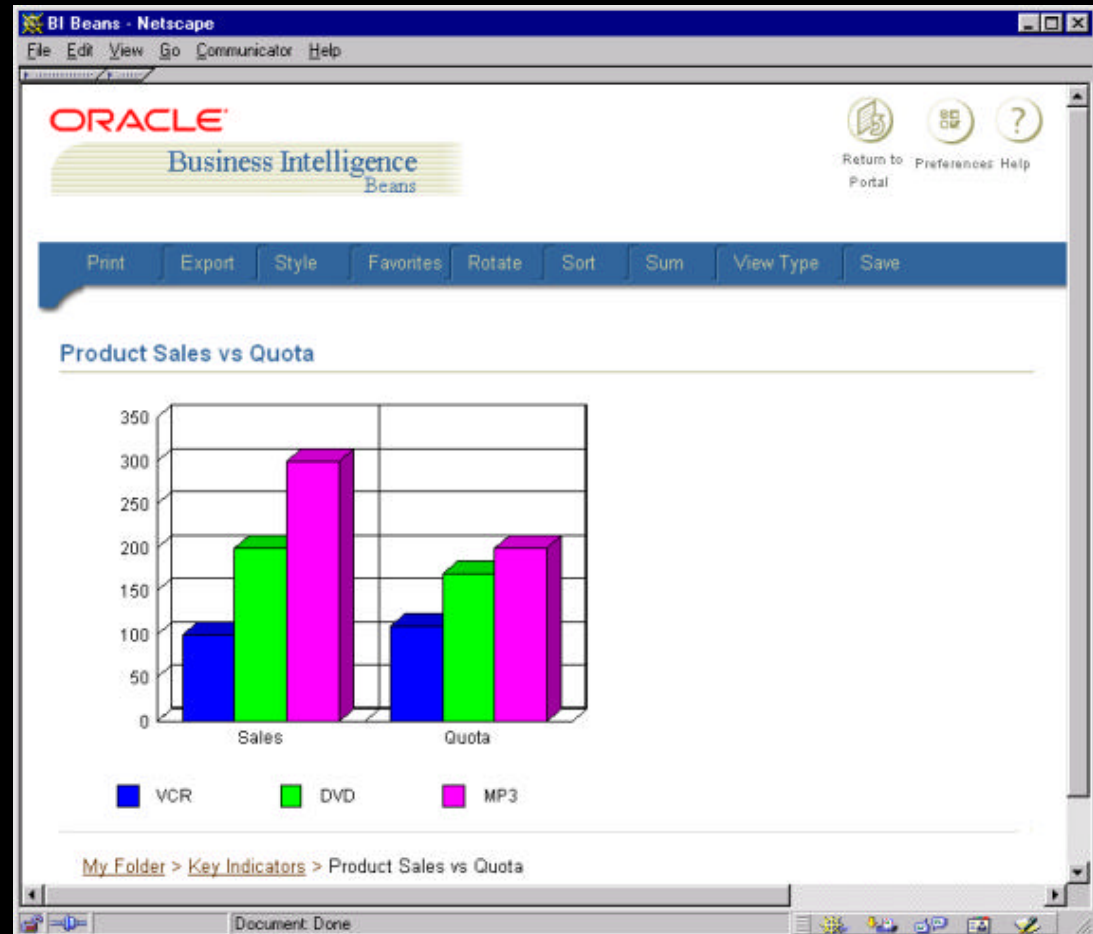 BI Beans - Netscape
File Edit View Go Communicator Help
ORACLE
Business Intelligence
Beans
Return to Portal
Preferences
Help
Print Export Style Favorites Rotate Sort Sum View Type Save
Product Sales vs Quota
350
300
250
200
150
100
50
0
Sales Quota
VCR DVD MP3
My Folder > Key Indicators > Product Sales vs Quota
Document: Done